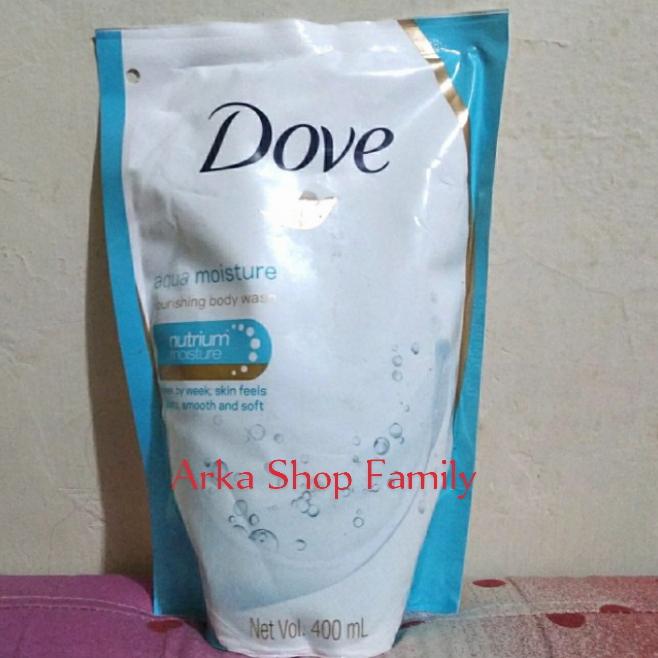 Dove
aqua moisture
nourishing body wash
nutrium
moisture
by week, skin feels
smooth and soft
Arka Shop Family
Net Vol. 400 mL